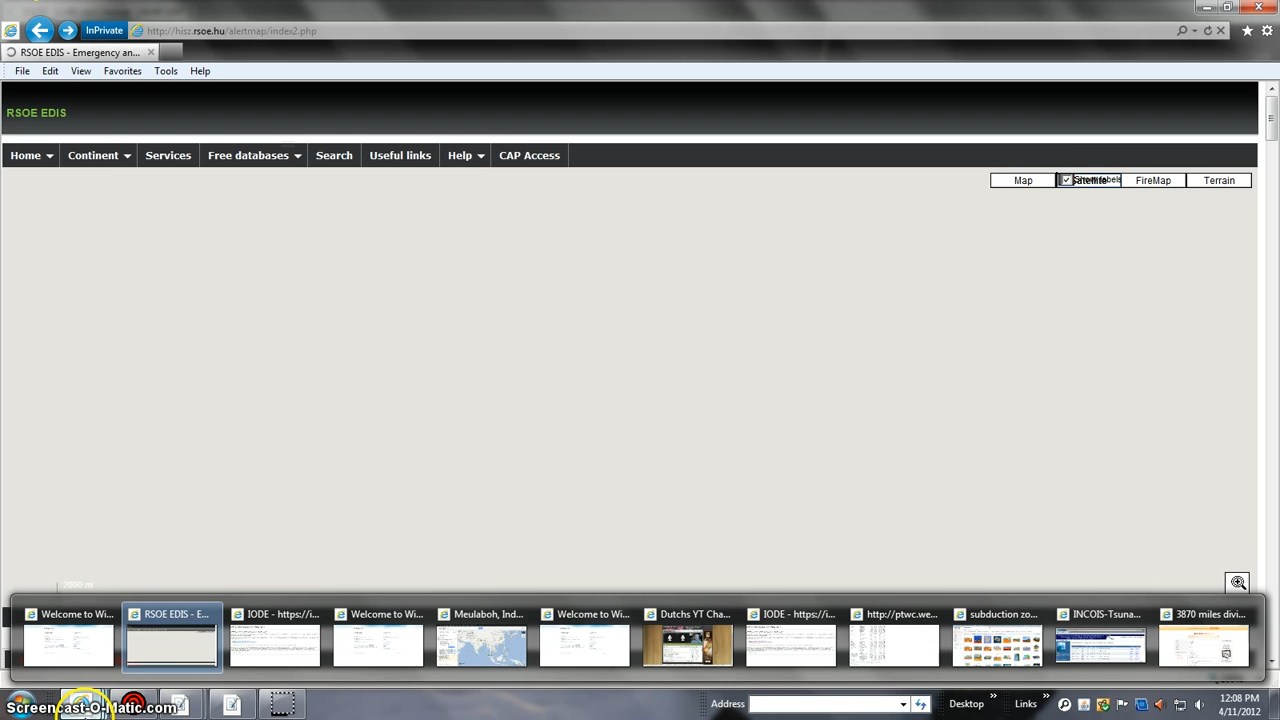 InPrivate
http://hisz.rsoe.hu/alertmap/index2.php
RSOE EDIS - Emergency an...
File Edit View Favorites Tools Help
RSOE EDIS
Home Continent Services Free databases Search Useful links Help CAP Access
Map Satellite Show labels FireMap Terrain
2000 mi
Welcome to Wi... RSOE EDIS - E... IODE - https://i... Welcome to Wi... Meulaboh, Ind... Welcome to Wi... Dutchs YT Cha... IODE - https://i... http://ptwc.we... subduction zo... INCOIS-Tsuna... 3870 miles divi...
Screencast-O-Matic.com
Address
Desktop »
Links »
12:08 PM
4/11/2012